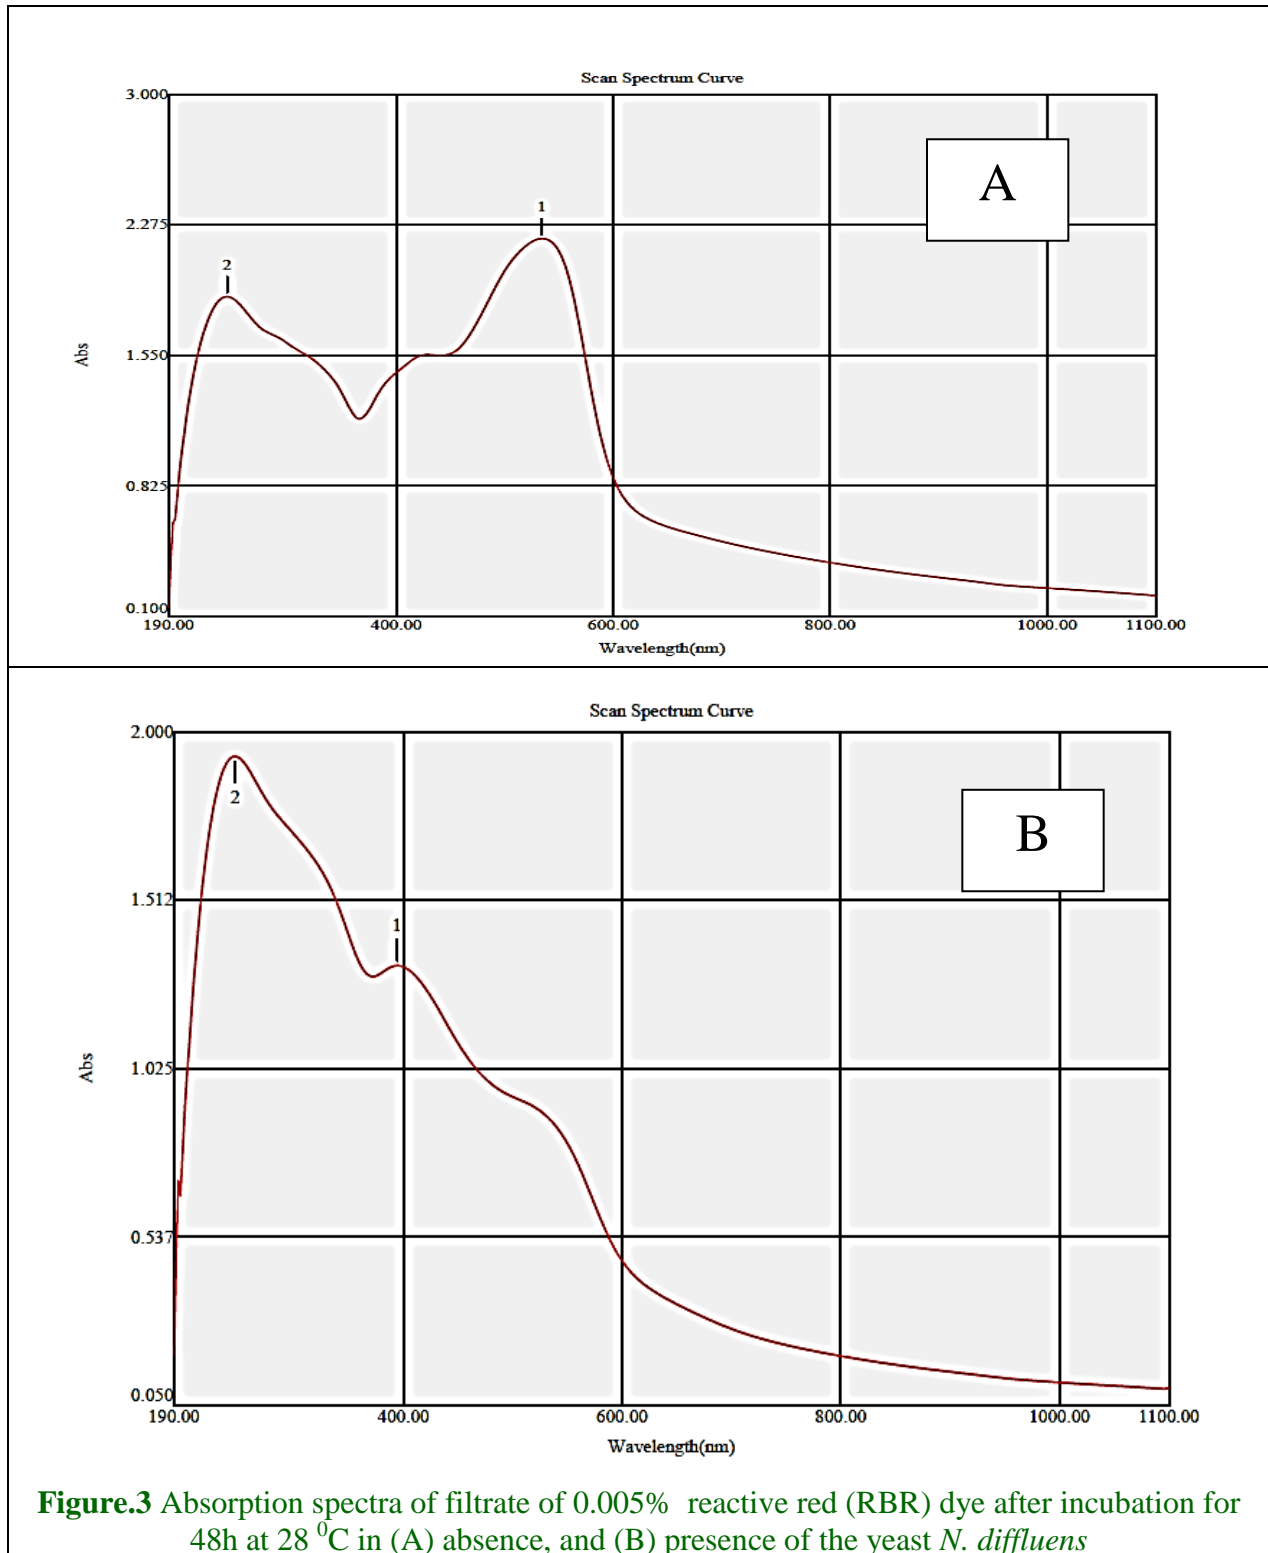 Scan Spectrum Curve
3.000
A
1
2.275
2
Abs
1.550
0.825
0.100
190.00 400.00 600.00 800.00 1000.00 1100.00
Wavelength(nm)
Scan Spectrum Curve
2.000
2
B
1.512
1
Abs
1.025
0.537
0.050
190.00 400.00 600.00 800.00 1000.00 1100.00
Wavelength(nm)
Figure.3 Absorption spectra of filtrate of 0.005% reactive red (RBR) dye after incubation for
48h at 28 ⁰C in (A) absence, and (B) presence of the yeast N. diffluens